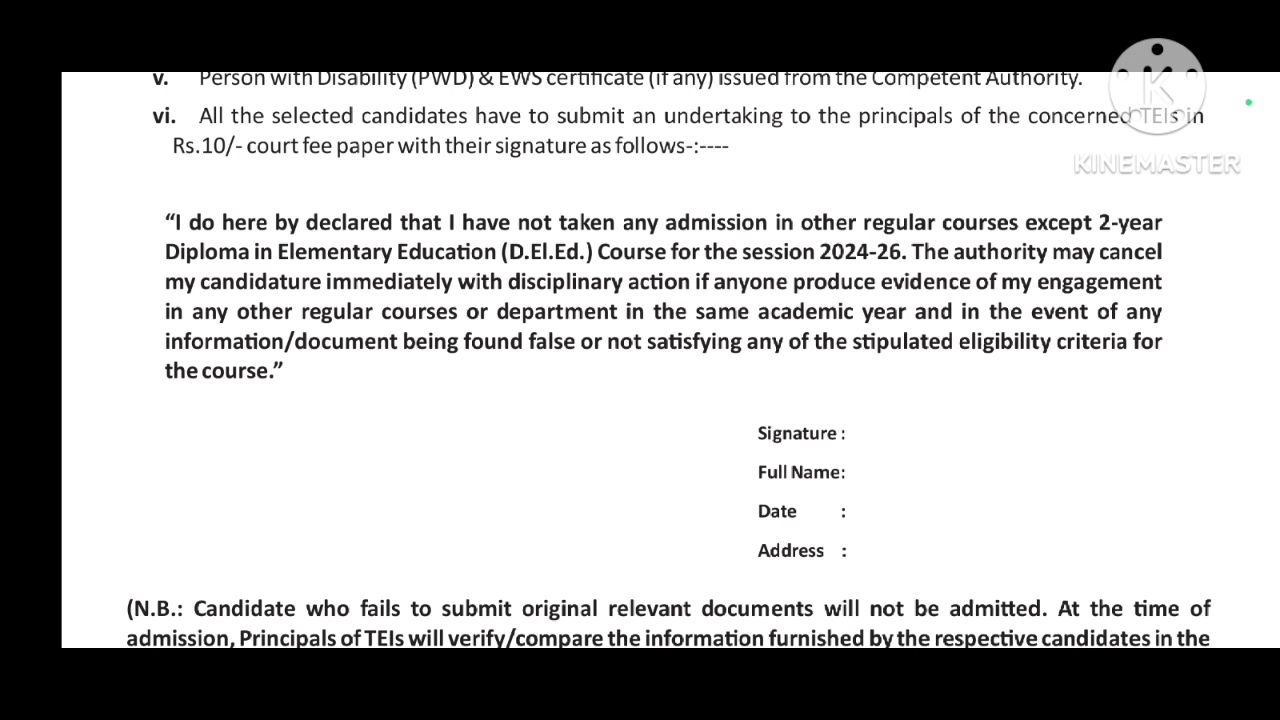 v. Person with Disability (PWD) & EWS certificate (if any) issued from the Competent Authority.
vi. All the selected candidates have to submit an undertaking to the principals of the concerned TEIs in
Rs.10/- court fee paper with their signature as follows-:----
KINEMASTER
“I do here by declared that I have not taken any admission in other regular courses except 2-year
Diploma in Elementary Education (D.El.Ed.) Course for the session 2024-26. The authority may cancel
my candidature immediately with disciplinary action if anyone produce evidence of my engagement
in any other regular courses or department in the same academic year and in the event of any
information/document being found false or not satisfying any of the stipulated eligibility criteria for
the course.”
Signature :
Full Name:
Date :
Address :
(N.B.: Candidate who fails to submit original relevant documents will not be admitted. At the time of
admission, Principals of TEIs will verify/compare the information furnished by the respective candidates in the